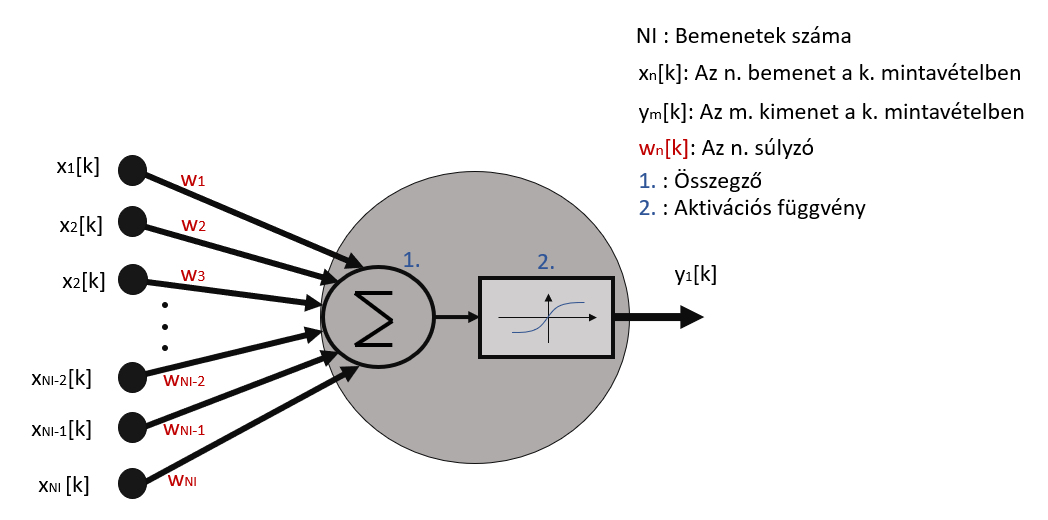 NI : Bemenetek száma
xn[k]: Az n. bemenet a k. mintavételben
ym[k]: Az m. kimenet a k. mintavételben
wn[k]: Az n. súlyzó
1. : Összegző
2. : Aktivációs függvény
x1[k]
w1
x2[k]
w2
x2[k]
w3
1.
2.
Σ
y1[k]
xNI-2[k]
wNI-2
xNI-1[k]
wNI-1
xNI [k]
wNI